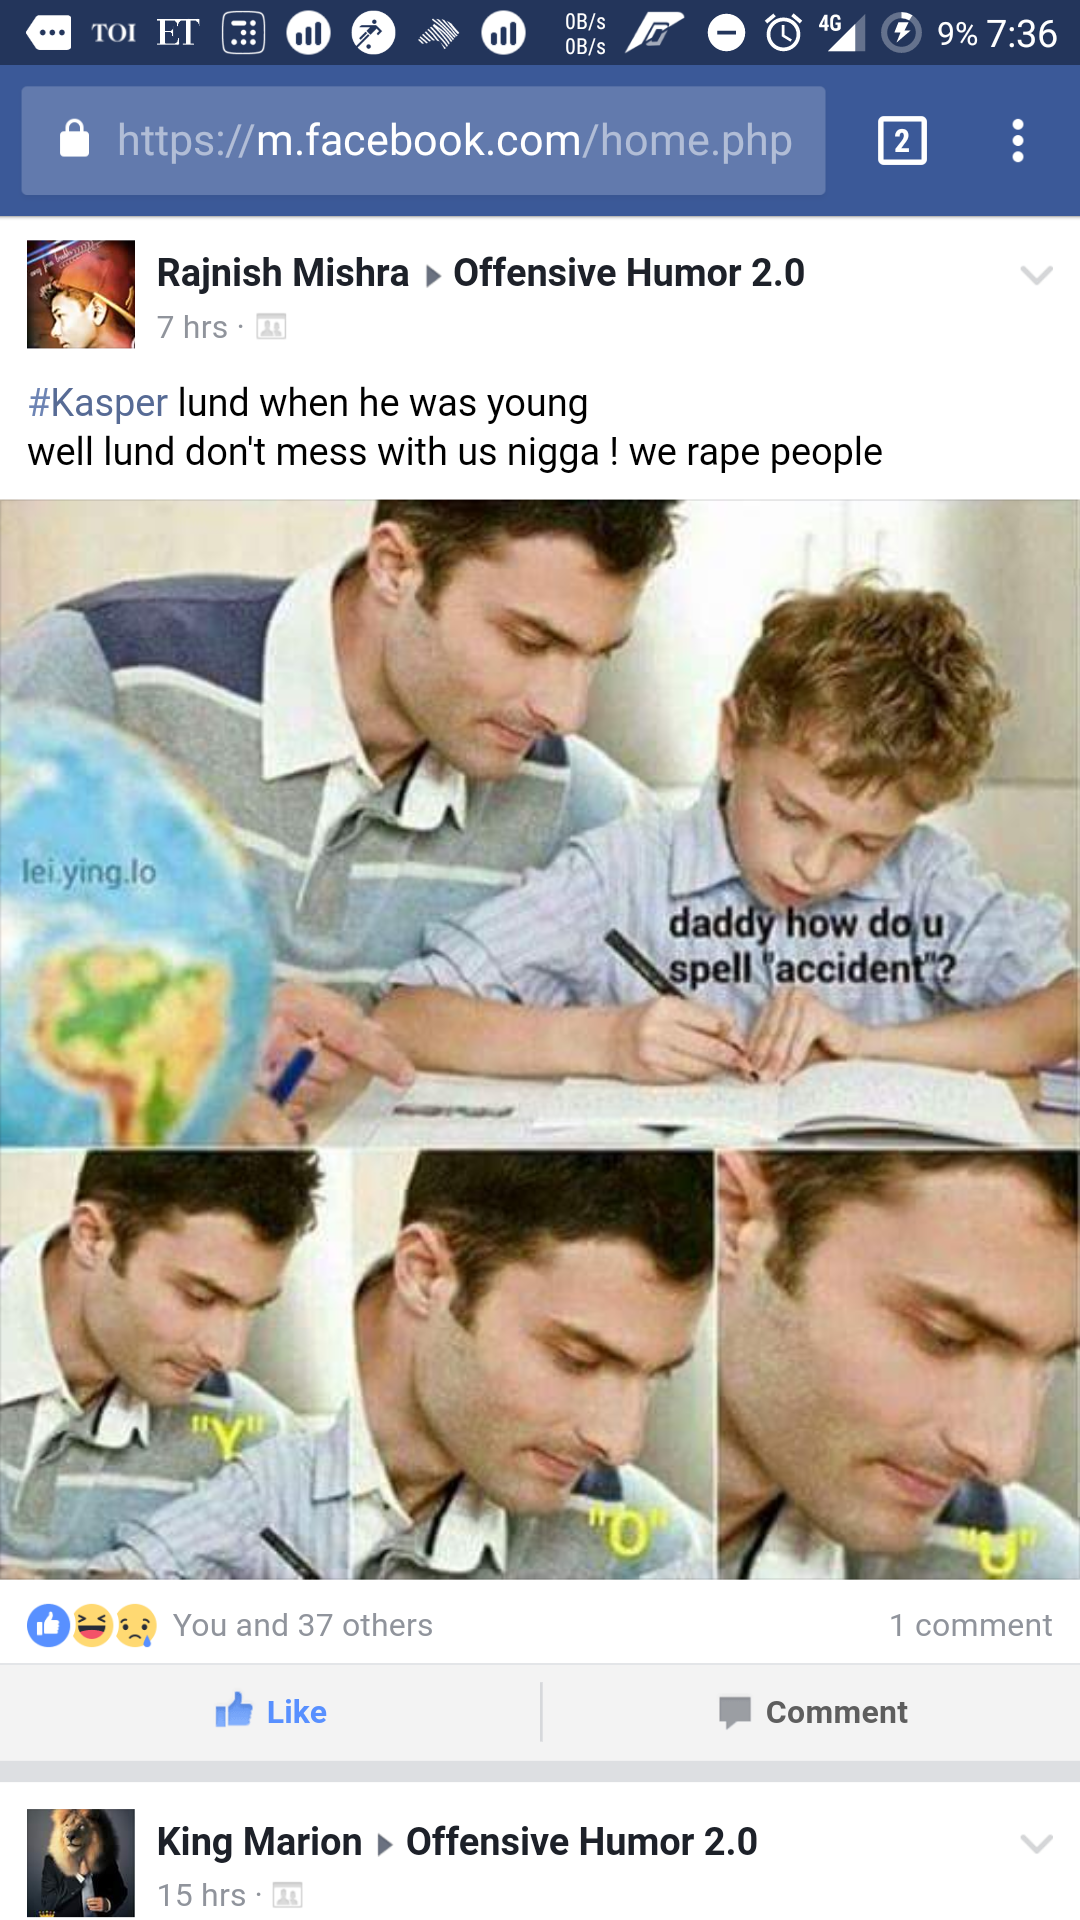 TOI ET 0B/s 0B/s 4G 9% 7:36
https://m.facebook.com/home.php 2
Rajnish Mishra ▸ Offensive Humor 2.0
7 hrs ·
#Kasper lund when he was young
well lund don't mess with us nigga ! we rape people
lei.ying.lo
daddy how do u
spell "accident"?
"Y"
"O"
"U"
You and 37 others 1 comment
Like Comment
King Marion ▸ Offensive Humor 2.0
15 hrs ·